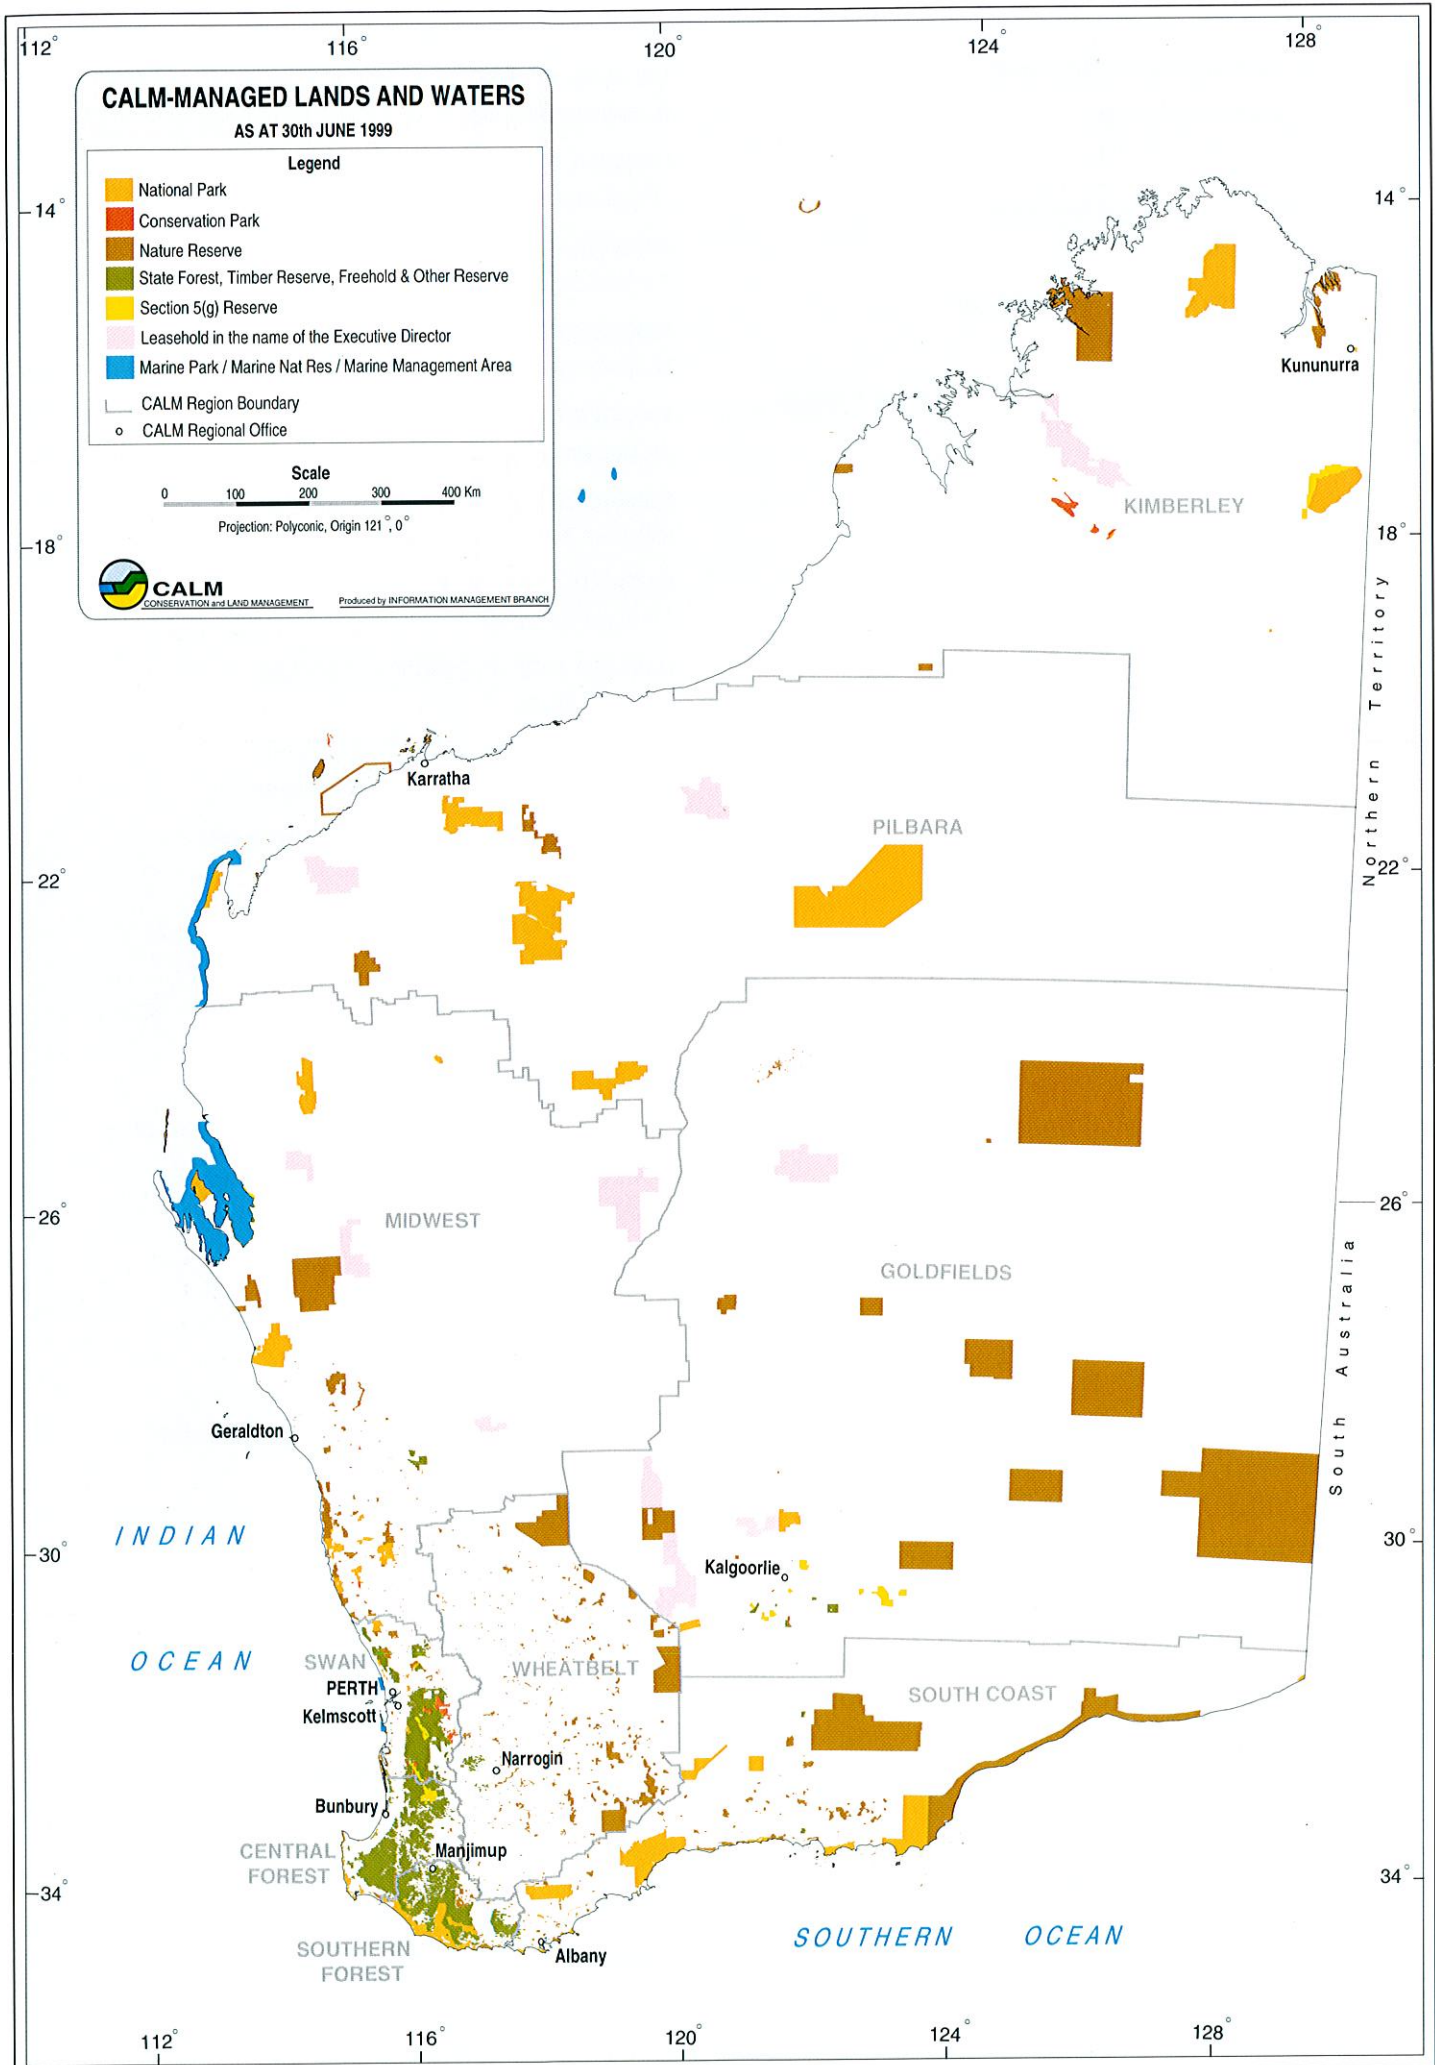 112° 116° 120° 124° 128°
CALM-MANAGED LANDS AND WATERS
AS AT 30th JUNE 1999
Legend
National Park
Conservation Park
Nature Reserve
State Forest, Timber Reserve, Freehold & Other Reserve
Section 5(g) Reserve
Leasehold in the name of the Executive Director
Marine Park / Marine Nat Res / Marine Management Area
CALM Region Boundary
CALM Regional Office
Scale
0 100 200 300 400 Km
Projection: Polyconic, Origin 121°, 0°
CALM
CONSERVATION and LAND MANAGEMENT
Produced by INFORMATION MANAGEMENT BRANCH
14° 14°
Kununurra
KIMBERLEY
18° 18°
Northern Territory
Karratha
PILBARA
22° 22°
26° 26°
MIDWEST
GOLDFIELDS
South Australia
Geraldton
INDIAN
30° 30°
Kalgoorlie
OCEAN
SWAN
WHEATBELT
PERTH
SOUTH COAST
Kelmscott
Narrogin
Bunbury
CENTRAL
FOREST
Manjimup
34° 34°
SOUTHERN OCEAN
SOUTHERN
FOREST
Albany
112° 116° 120° 124° 128°